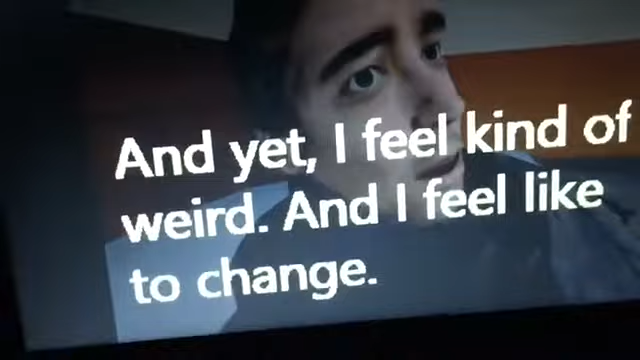 And yet, I feel kind of
weird. And I feel like
to change.